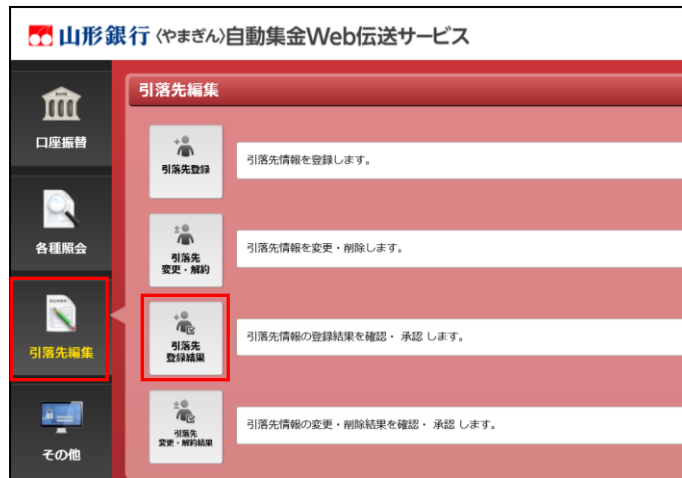 山形銀行 〈やまぎん〉自動集金Web伝送サービス
口座振替
各種照会
引落先編集
その他
引落先編集
引落先登録
引落先情報を登録します。
引落先
変更・解約
引落先情報を変更・削除します。
引落先
登録結果
引落先情報の登録結果を確認・ 承認 します。
引落先
変更・解約結果
引落先情報の変更・削除結果を確認・ 承認 します。